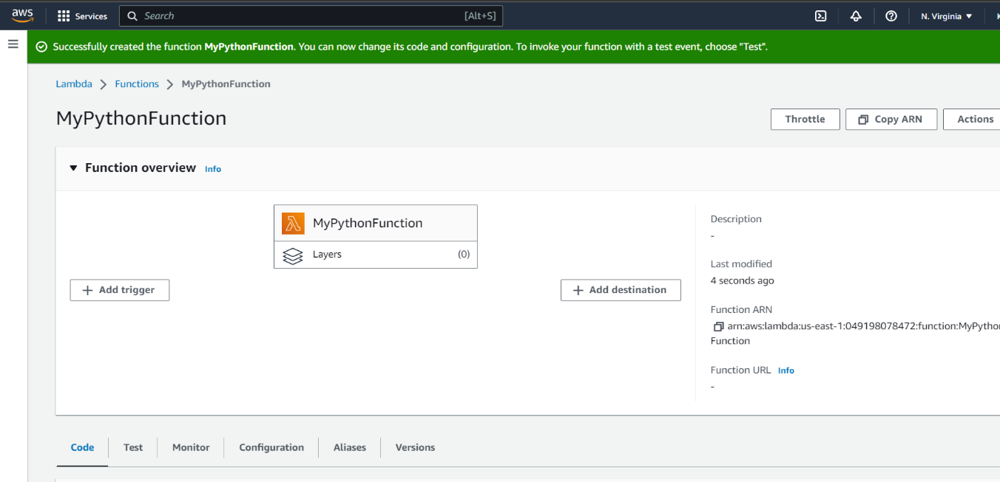 aws Services Search [Alt+S] N. Virginia
Successfully created the function MyPythonFunction. You can now change its code and configuration. To invoke your function with a test event, choose "Test".
Lambda Functions MyPythonFunction
MyPythonFunction
Throttle Copy ARN Actions
Function overview Info
MyPythonFunction
Layers (0)
Add trigger
Add destination
Description
-
Last modified
4 seconds ago
Function ARN
arn:aws:lambda:us-east-1:049198078472:function:MyPython
Function
Function URL Info
-
Code Test Monitor Configuration Aliases Versions